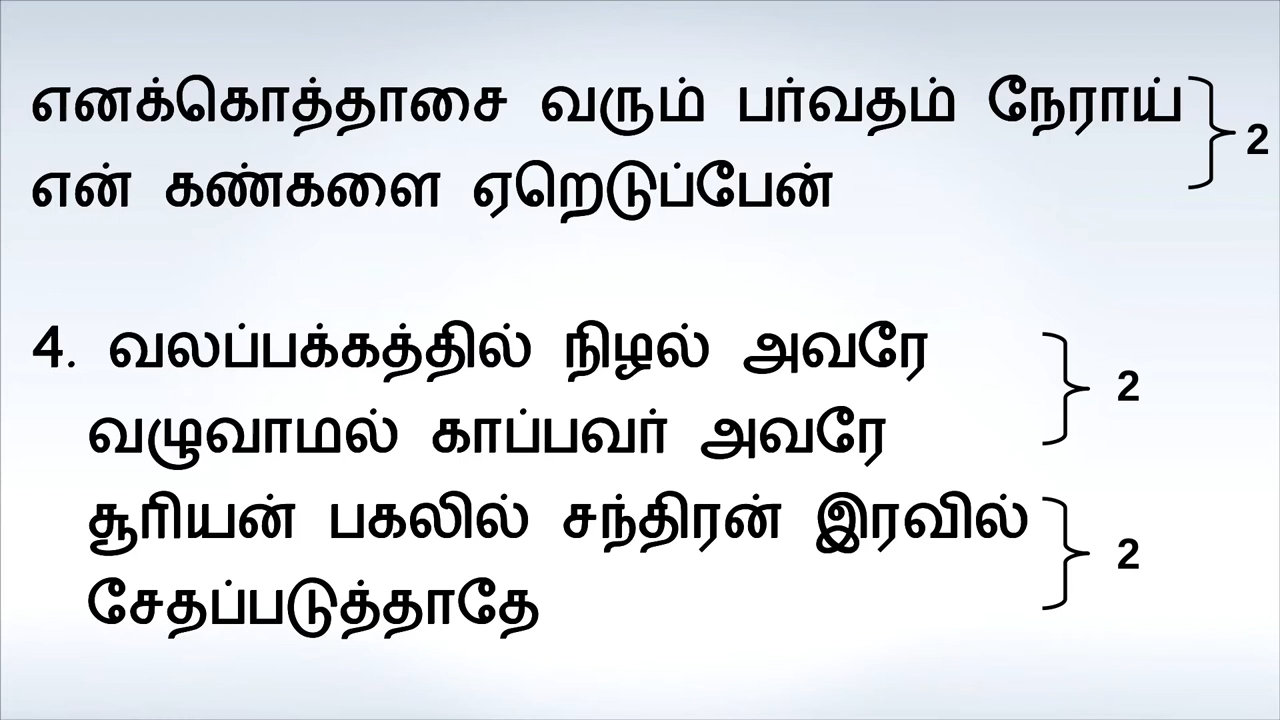 எனக்கொத்தாசை வரும் பர்வதம் நேராய் } 2
என் கண்களை ஏறெடுப்பேன்
4. வலப்பக்கத்தில் நிழல் அவரே } 2
வழுவாமல் காப்பவர் அவரே
சூரியன் பகலில் சந்திரன் இரவில் } 2
சேதப்படுத்தாதே